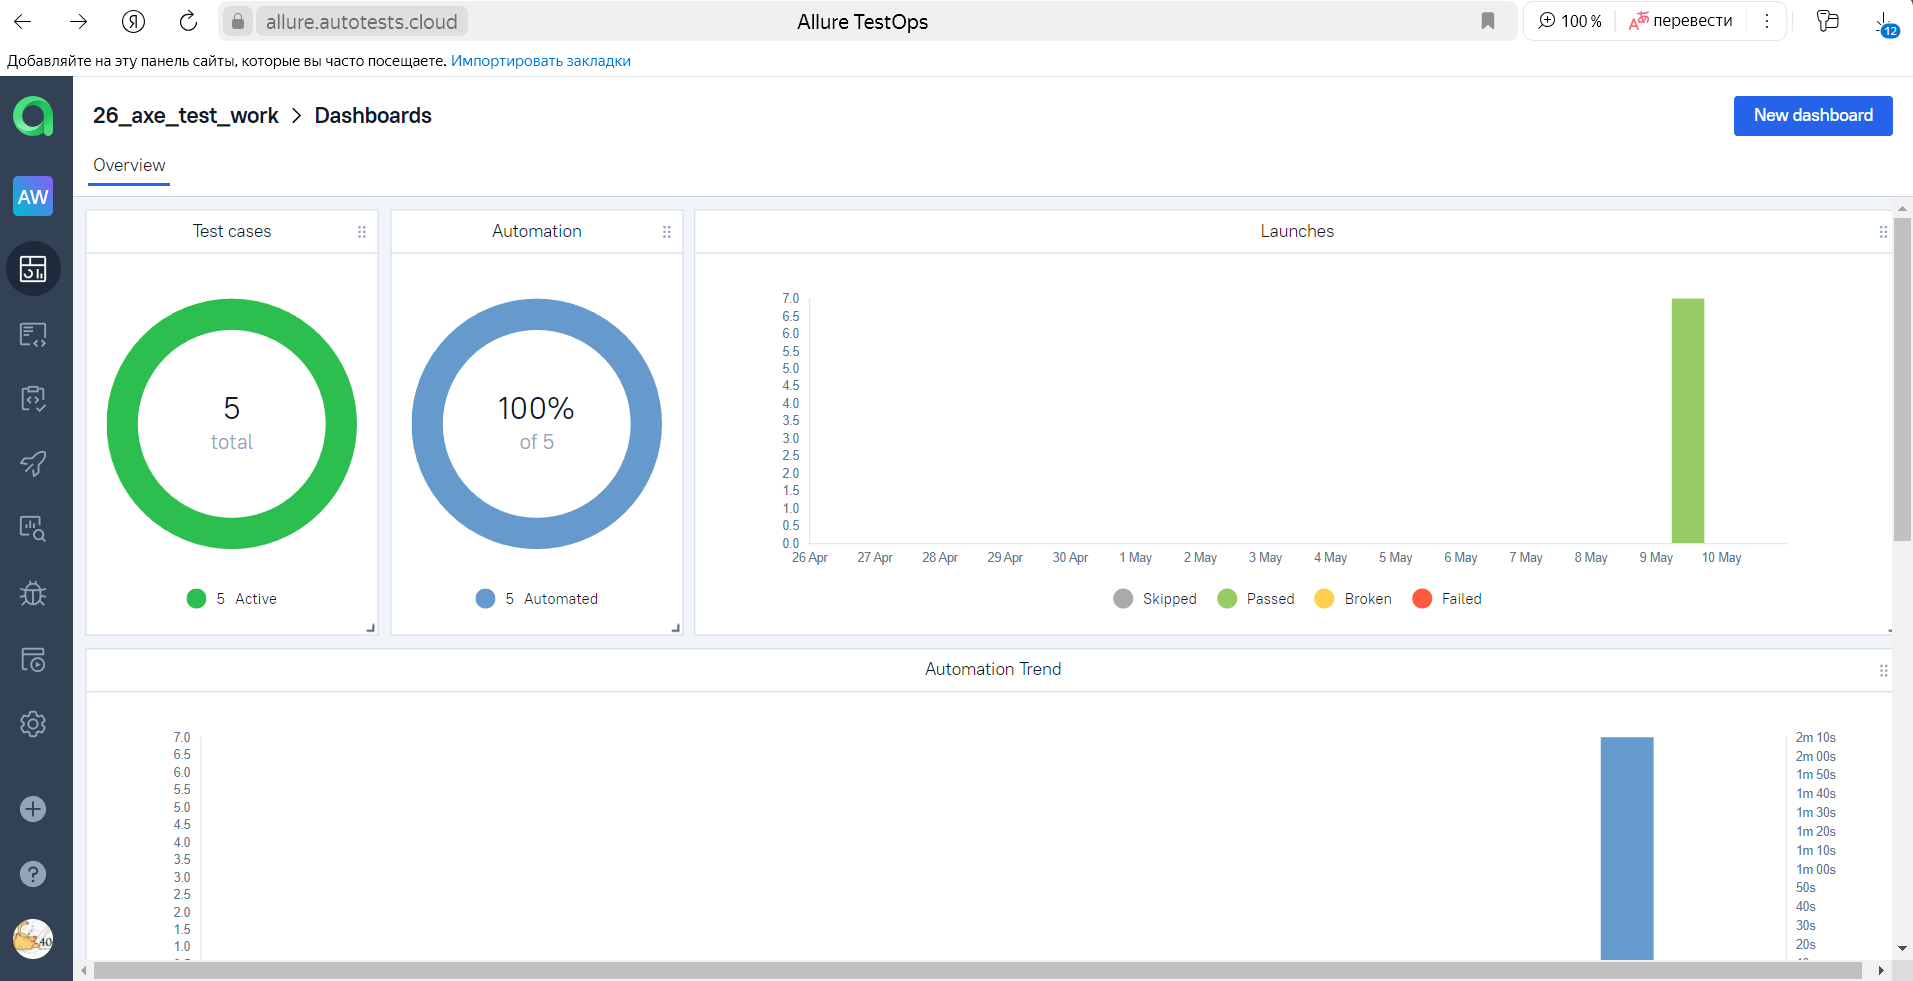 allure.autotests.cloud
Allure TestOps
100 %
перевести
12
Добавляйте на эту панель сайты, которые вы часто посещаете. Импортировать закладки
26_axe_test_work > Dashboards
New dashboard
Overview
AW
Test cases
5
total
5 Active
Automation
100%
of 5
5 Automated
Launches
7.0
6.5
6.0
5.5
5.0
4.5
4.0
3.5
3.0
2.5
2.0
1.5
1.0
0.5
0.0
26 Apr 27 Apr 28 Apr 29 Apr 30 Apr 1 May 2 May 3 May 4 May 5 May 6 May 7 May 8 May 9 May 10 May
Skipped Passed Broken Failed
Automation Trend
7.0
6.5
6.0
5.5
5.0
4.5
4.0
3.5
3.0
2.5
2.0
1.5
1.0
2m 10s
2m 00s
1m 50s
1m 40s
1m 30s
1m 20s
1m 10s
1m 00s
50s
40s
30s
20s
40